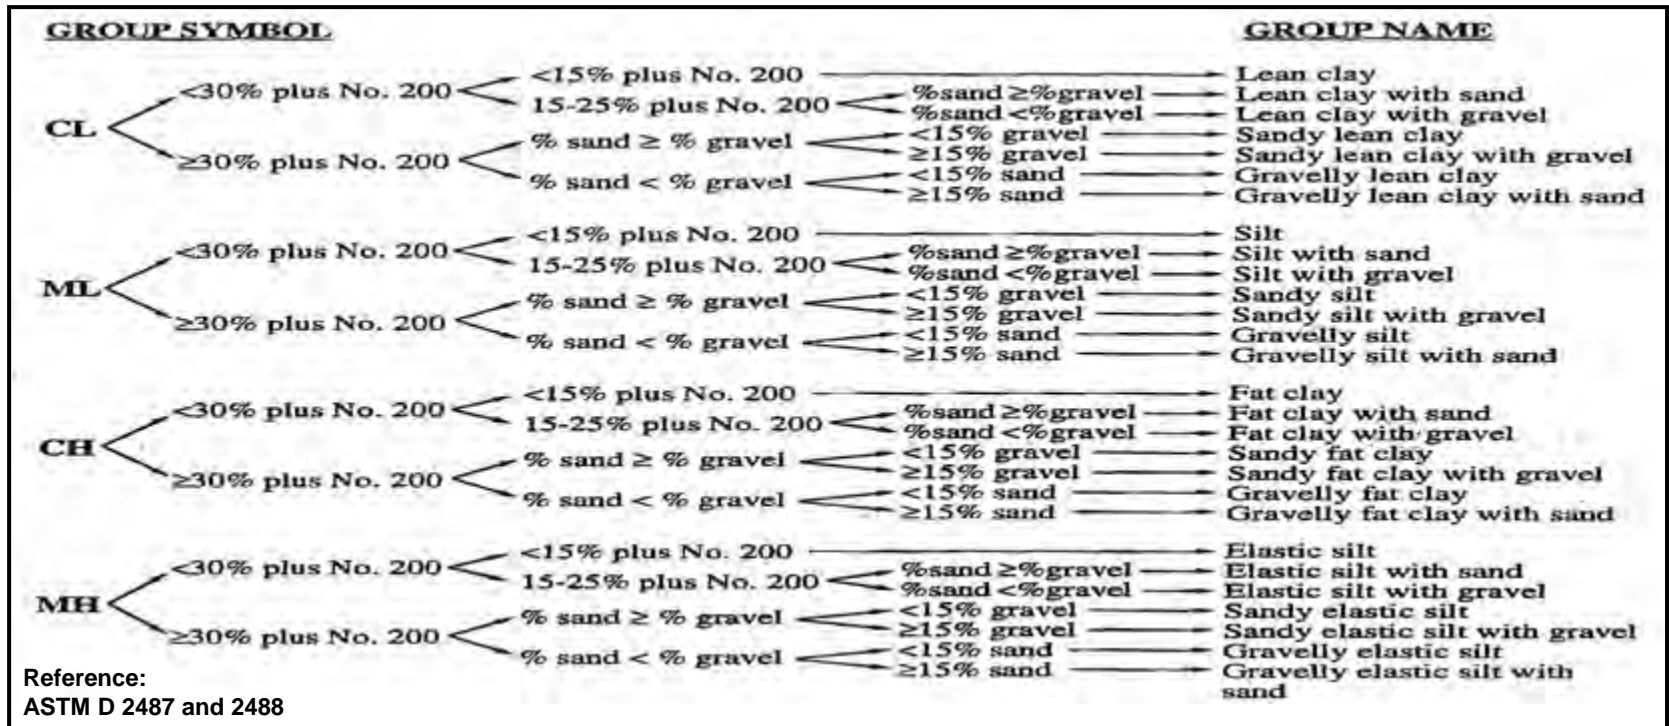 GROUP SYMBOL GROUP NAME
<15% plus No. 200 Lean clay
<30% plus No. 200 15-25% plus No. 200 %sand ≥%gravel Lean clay with sand
%sand <%gravel Lean clay with gravel
CL
% sand ≥ % gravel <15% gravel Sandy lean clay
≥30% plus No. 200 ≥15% gravel Sandy lean clay with gravel
% sand < % gravel <15% sand Gravelly lean clay
≥15% sand Gravelly lean clay with sand
<15% plus No. 200 Silt
<30% plus No. 200 15-25% plus No. 200 %sand ≥%gravel Silt with sand
%sand <%gravel Silt with gravel
ML
% sand ≥ % gravel <15% gravel Sandy silt
≥30% plus No. 200 ≥15% gravel Sandy silt with gravel
% sand < % gravel <15% sand Gravelly silt
≥15% sand Gravelly silt with sand
<15% plus No. 200 Fat clay
<30% plus No. 200 15-25% plus No. 200 %sand ≥%gravel Fat clay with sand
%sand <%gravel Fat clay with gravel
CH
% sand ≥ % gravel <15% gravel Sandy fat clay
≥30% plus No. 200 ≥15% gravel Sandy fat clay with gravel
% sand < % gravel <15% sand Gravelly fat clay
≥15% sand Gravelly fat clay with sand
<15% plus No. 200 Elastic silt
<30% plus No. 200 15-25% plus No. 200 %sand ≥%gravel Elastic silt with sand
%sand <%gravel Elastic silt with gravel
MH
% sand ≥ % gravel <15% gravel Sandy elastic silt
≥30% plus No. 200 ≥15% gravel Sandy elastic silt with gravel
% sand < % gravel <15% sand Gravelly elastic silt
≥15% sand Gravelly elastic silt with
sand
Reference:
ASTM D 2487 and 2488